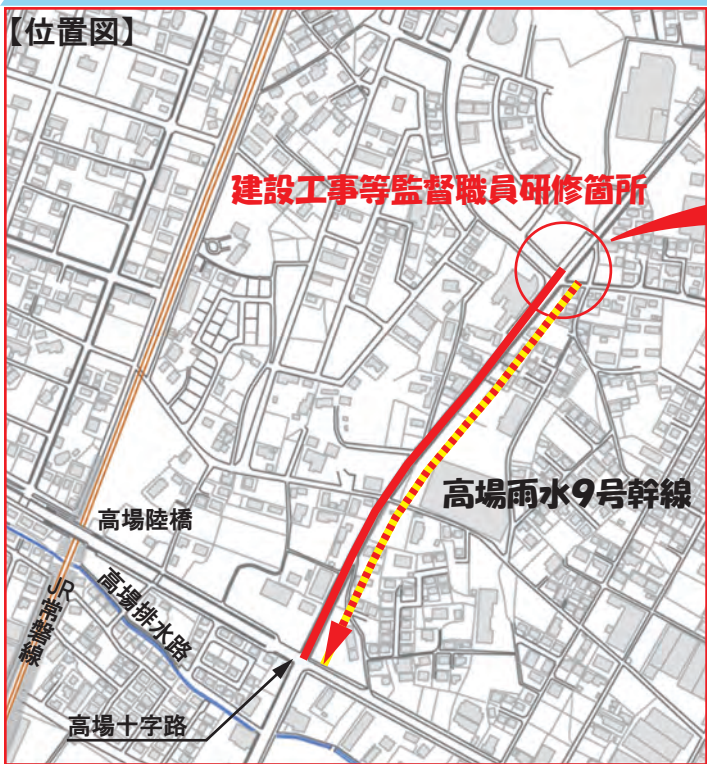 【位置図】
建設工事等監督職員研修箇所
高場雨水9号幹線
高場陸橋
高場排水路
JR常磐線
高場十字路